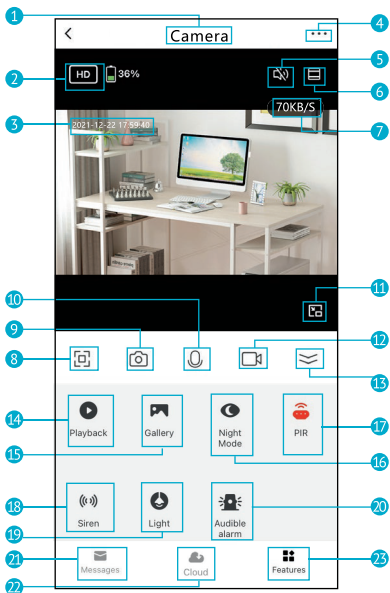 1
Camera
4
2
HD
36%
5
6
3
2021-12-22 17:59:40
70KB/S
7
11
10
9
12
8
13
14
Playback
Gallery
Night
Mode
PIR
17
15
16
18
Siren
Light
Audible
alarm
20
19
21
Messages
Cloud
Features
23
22